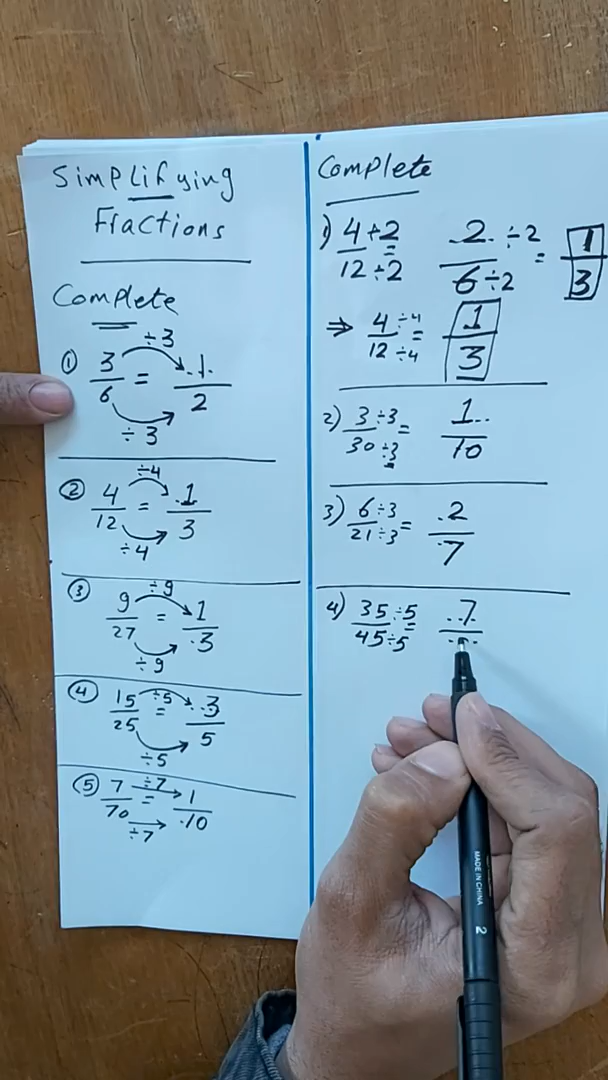 Simplifying
Fractions
Complete
① 3/6 = 1/2
÷3
÷3
② 4/12 = 1/3
÷4
÷4
③ 9/27 = 1/3
÷9
÷9
④ 15/25 = 3/5
÷5
÷5
⑤ 7/70 = 1/10
÷7
÷7
Complete
1) 4÷2/12÷2 = 2÷2/6÷2 = 1/3
⇒ 4÷4/12÷4 = 1/3
2) 3÷3/30÷3 = 1/10
3) 6÷3/21÷3 = 2/7
4) 35÷5/45÷5 = 7/
MADE IN CHINA 2